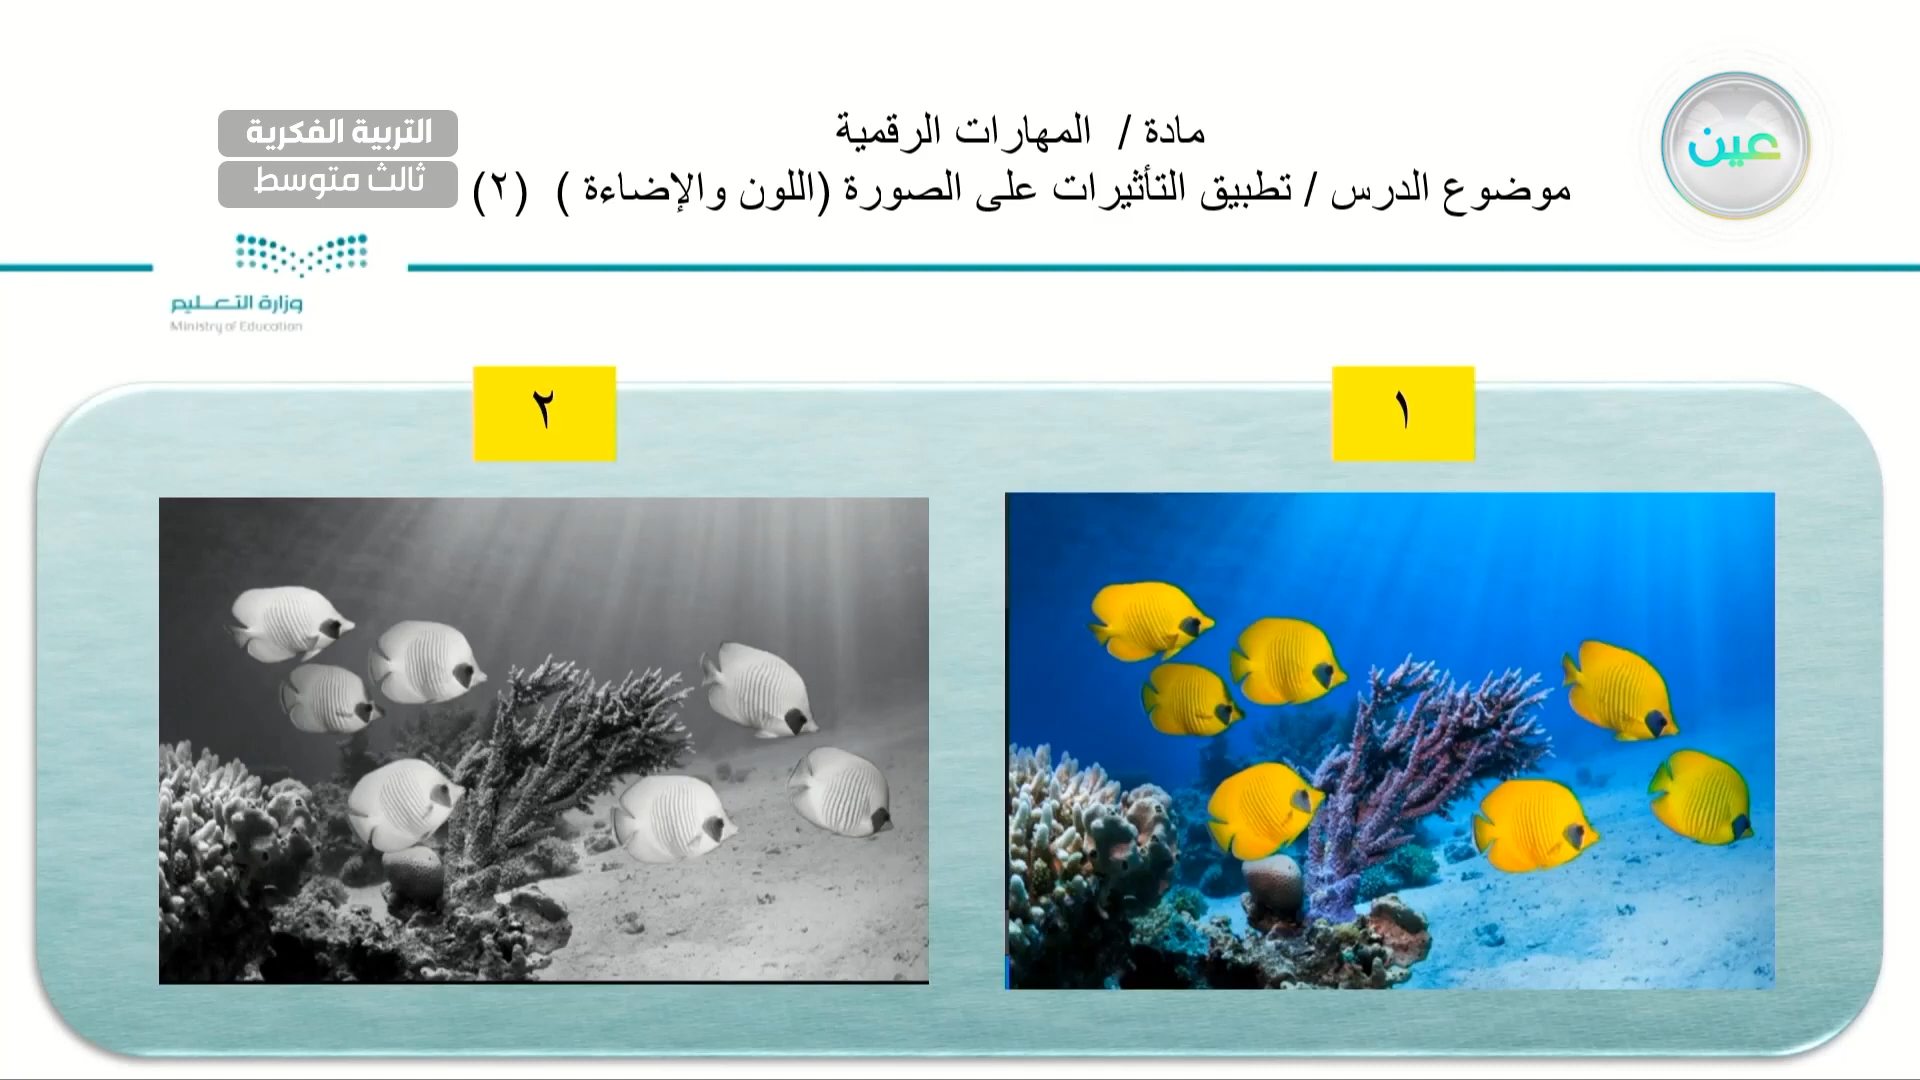 عين
مادة / المهارات الرقمية
موضوع الدرس / تطبيق التأثيرات على الصورة (اللون والإضاءة ) (٢)
التربية الفكرية
ثالث متوسط
وزارة التعليم
Ministry of Education
١
٢